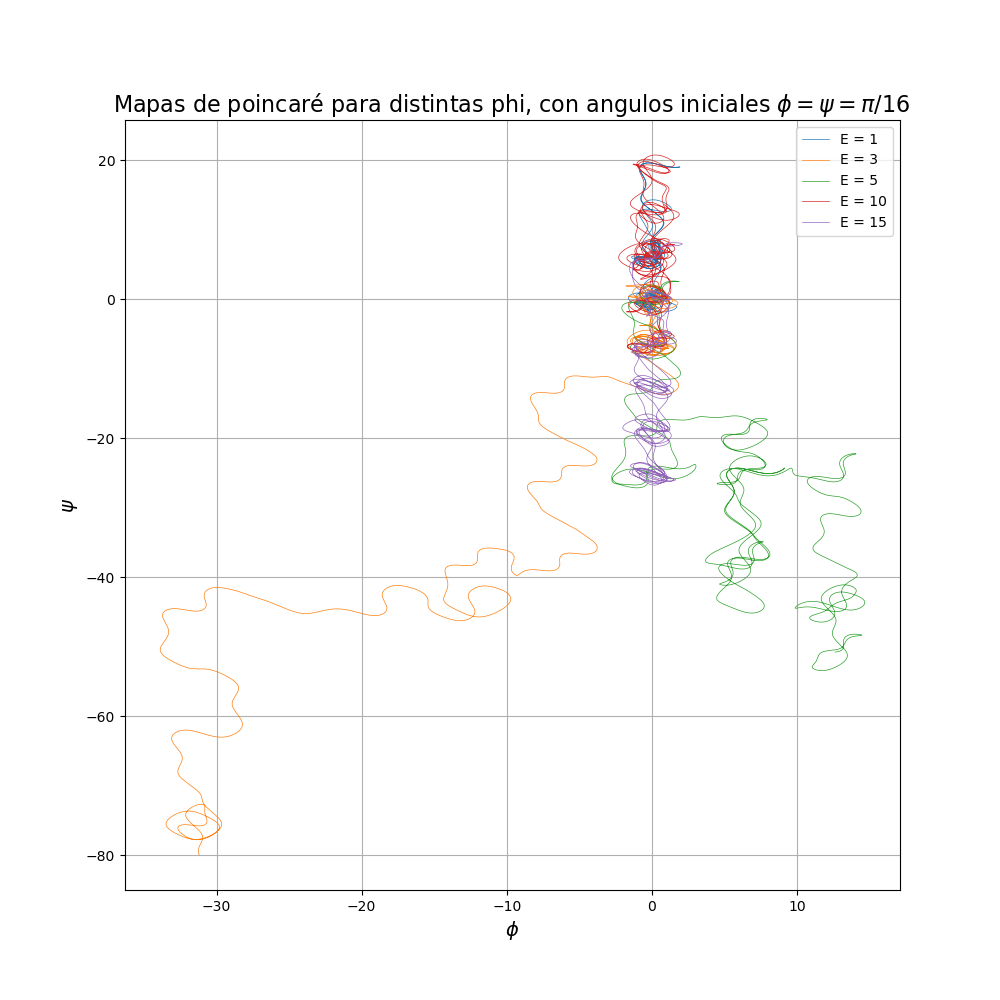 Mapas de poincaré para distintas phi, con angulos iniciales ϕ = ψ = π/16
E = 1
E = 3
E = 5
E = 10
E = 15
20
0
−20
−40
−60
−80
ψ
−30 −20 −10 0 10
ϕ